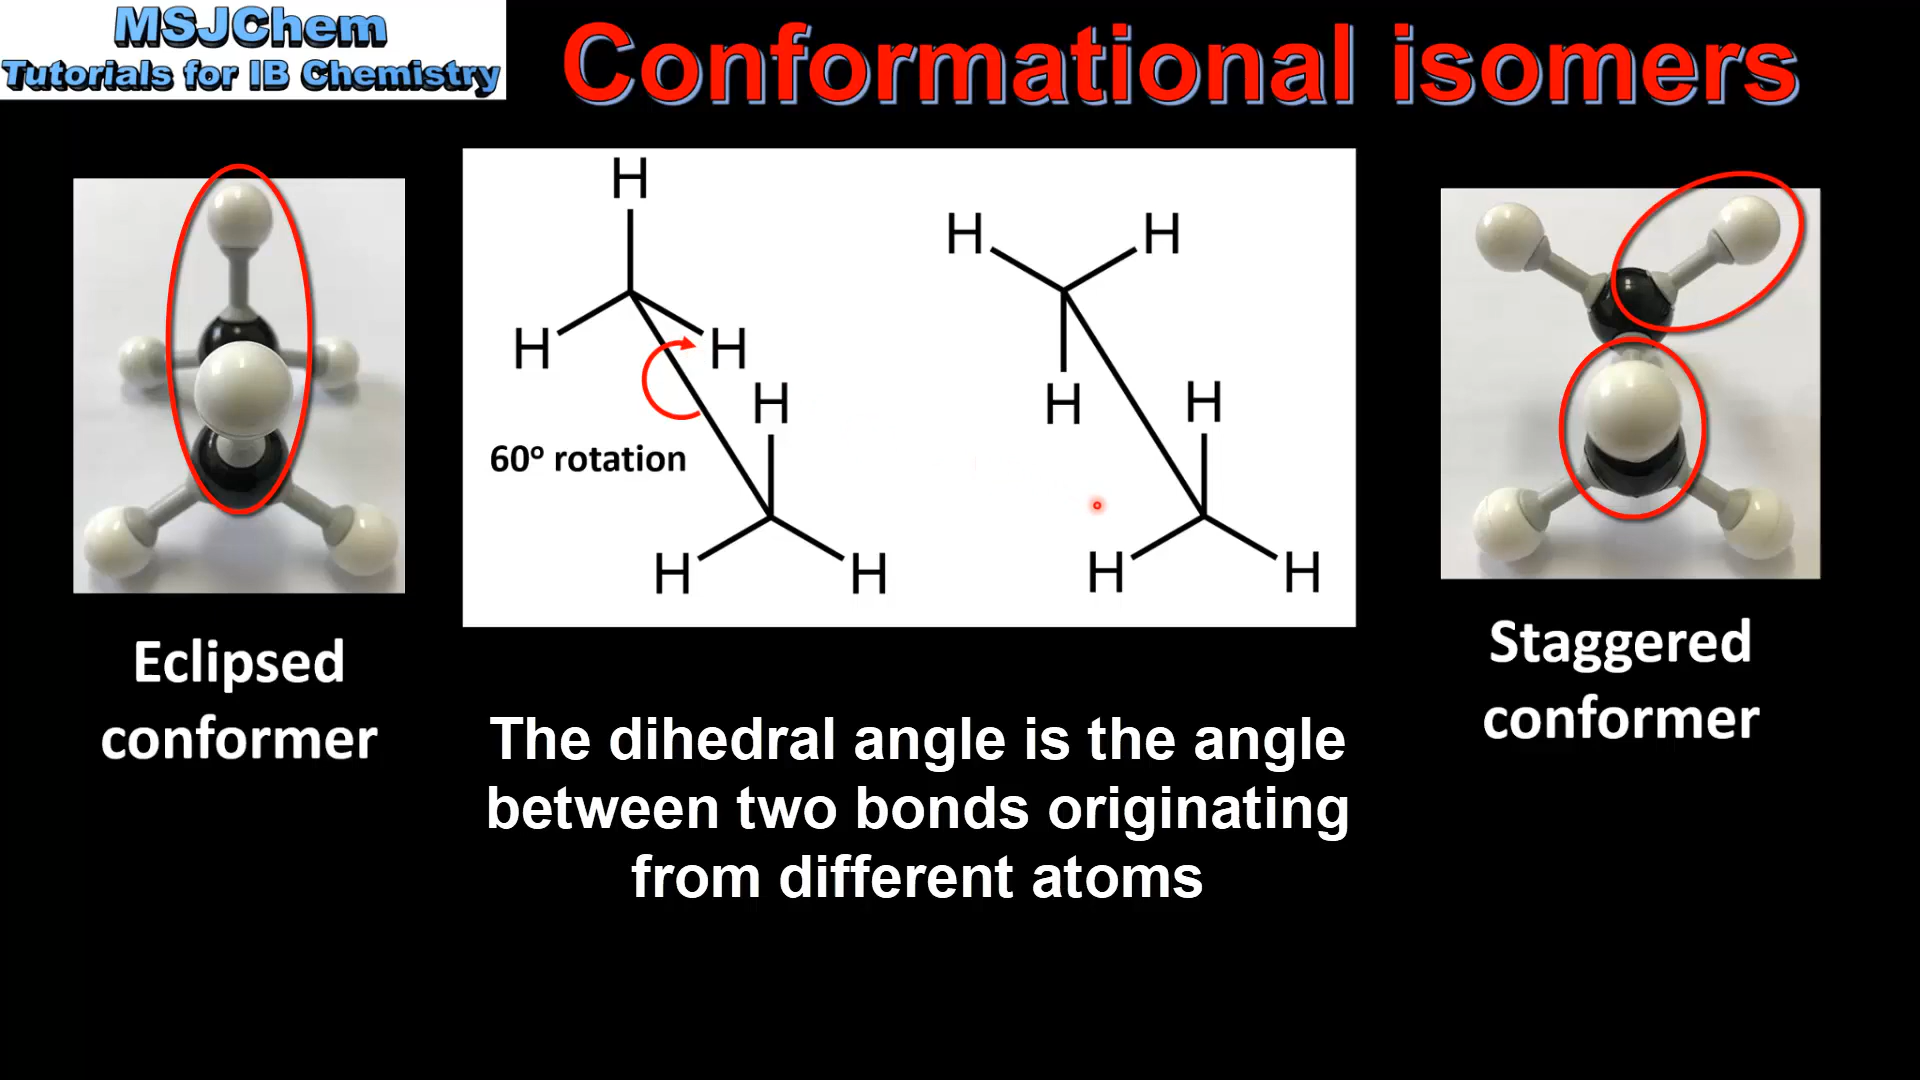 MSJChem
Tutorials for IB Chemistry
Conformational isomers
H
H H
H H
H
H
H H
60º rotation
H H
H H
Eclipsed
conformer
Staggered
conformer
The dihedral angle is the angle
between two bonds originating
from different atoms